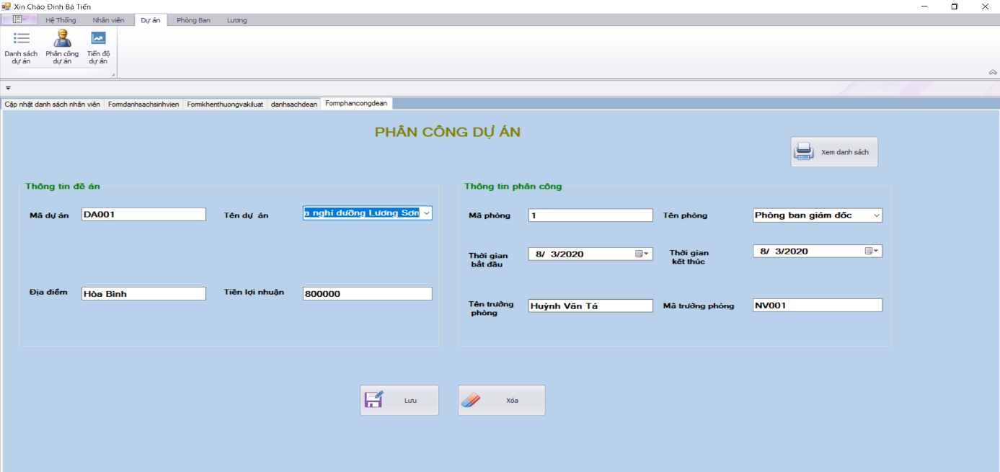 Xin Chào Đinh Bá Tiến
Hệ Thống Nhân viên Dự án Phòng Ban Lương
Danh sách dự án
Phân công dự án
Tiến độ dự án
Cập nhật danh sách nhân viên Formdanhsachsinhvien Formkhenthuongvakiluat danhsachdean Formphancongdean
PHÂN CÔNG DỰ ÁN
Xem danh sách
Thông tin đề án
Mã dự án DA001 Tên dự án nghỉ dưỡng Lương Sơn
Địa điểm Hòa Bình Tiền lợi nhuận 800000
Thông tin phân công
Mã phòng 1 Tên phòng Phòng ban giám đốc
Thời gian bắt đầu 8/ 3/2020 Thời gian kết thúc 8/ 3/2020
Tên trưởng phòng Huỳnh Văn Tá Mã trưởng phòng NV001
Lưu Xóa